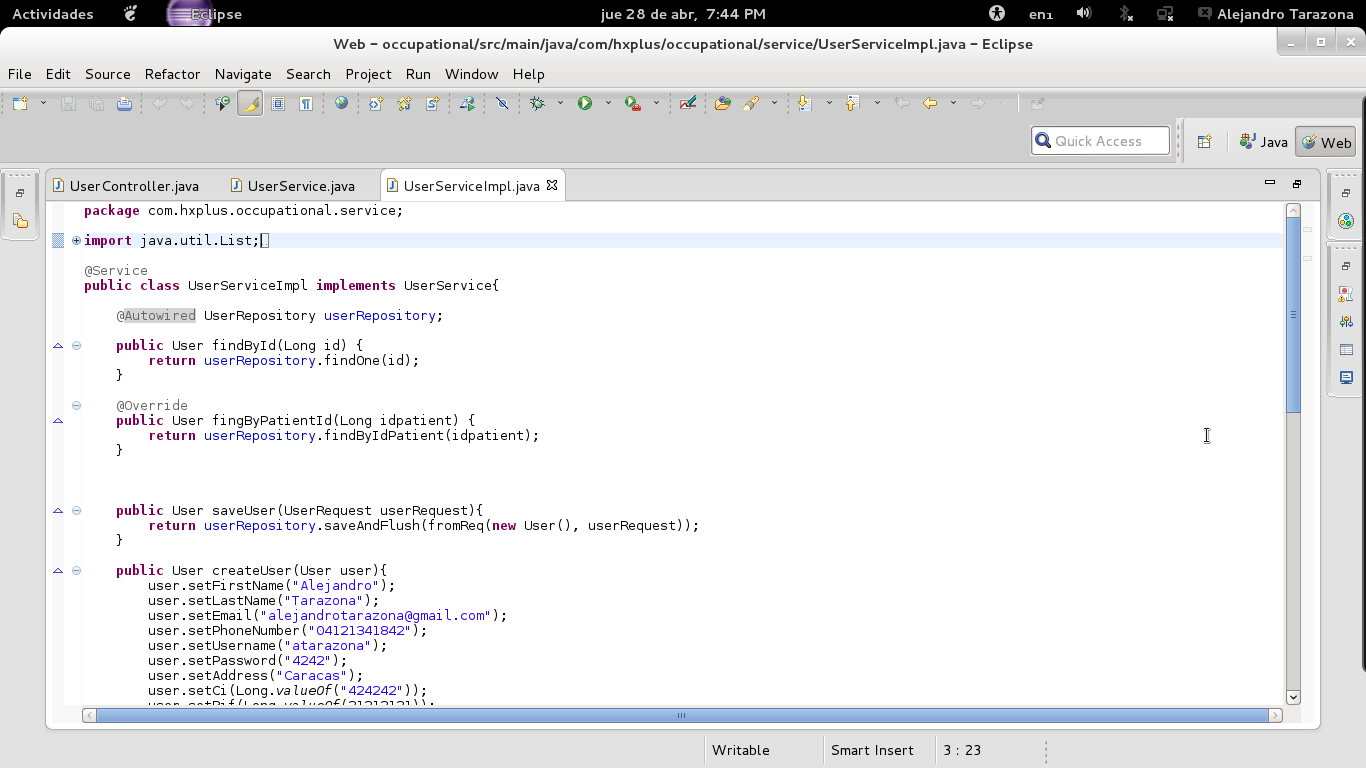 Actividades Eclipse jue 28 de abr, 7:44 PM en1 Alejandro Tarazona
Web – occupational/src/main/java/com/hxplus/occupational/service/UserServiceImpl.java – Eclipse
File Edit Source Refactor Navigate Search Project Run Window Help
Quick Access Java Web
UserController.java UserService.java UserServiceImpl.java
package com.hxplus.occupational.service;
import java.util.List;
@Service
public class UserServiceImpl implements UserService{
@Autowired UserRepository userRepository;
public User findById(Long id) {
return userRepository.findOne(id);
}
@Override
public User fingByPatientId(Long idpatient) {
return userRepository.findByIdPatient(idpatient);
}
public User saveUser(UserRequest userRequest){
return userRepository.saveAndFlush(fromReq(new User(), userRequest));
}
public User createUser(User user){
user.setFirstName("Alejandro");
user.setLastName("Tarazona");
user.setEmail("alejandrotarazona@gmail.com");
user.setPhoneNumber("04121341842");
user.setUsername("atarazona");
user.setPassword("4242");
user.setAddress("Caracas");
user.setCi(Long.valueOf("424242"));
Writable Smart Insert 3 : 23